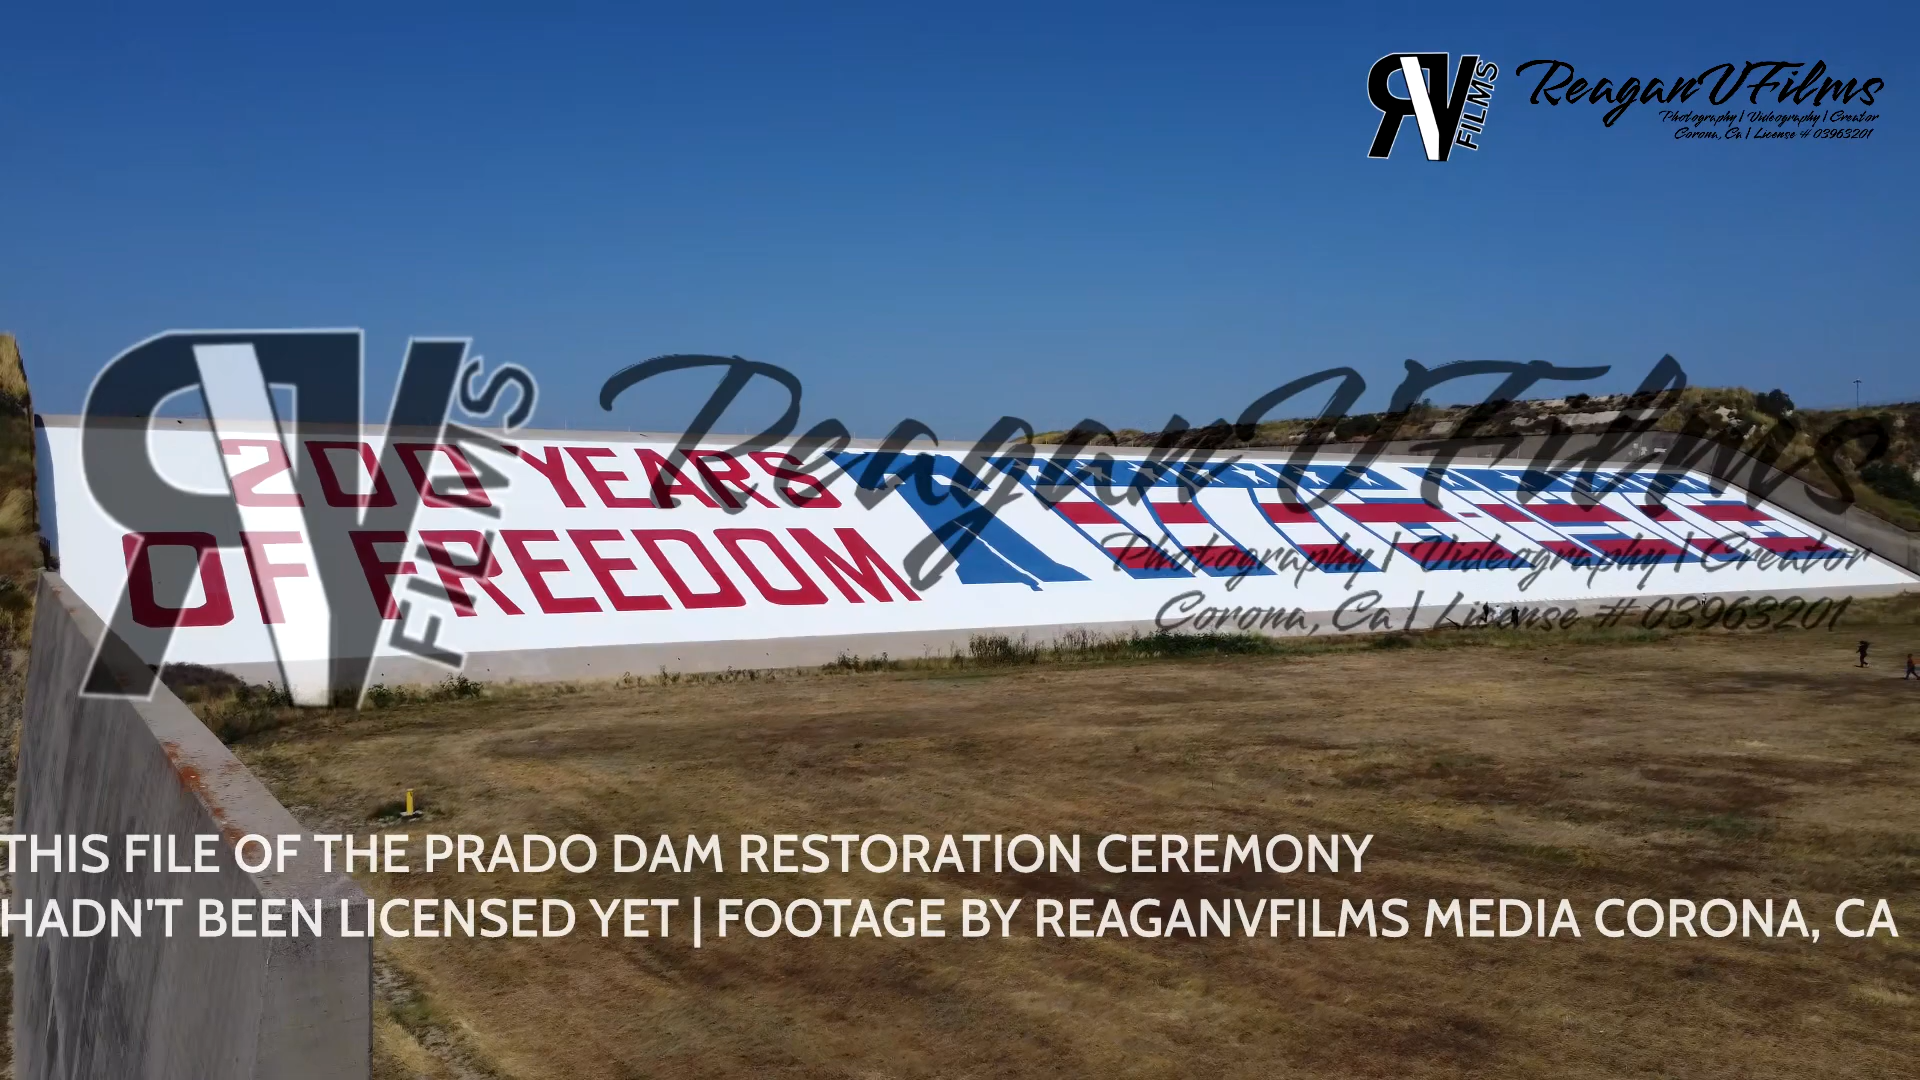 RV FILMS
ReaganVFilms
Photography | Videography | Creator
Corona, Ca | License # 03963201
RV FILMS
ReaganVFilms
Photography | Videography | Creator
Corona, Ca | License # 03963201
200 YEARS
OF FREEDOM
1776-1976
THIS FILE OF THE PRADO DAM RESTORATION CEREMONY
HADN'T BEEN LICENSED YET | FOOTAGE BY REAGANVFILMS MEDIA CORONA, CA